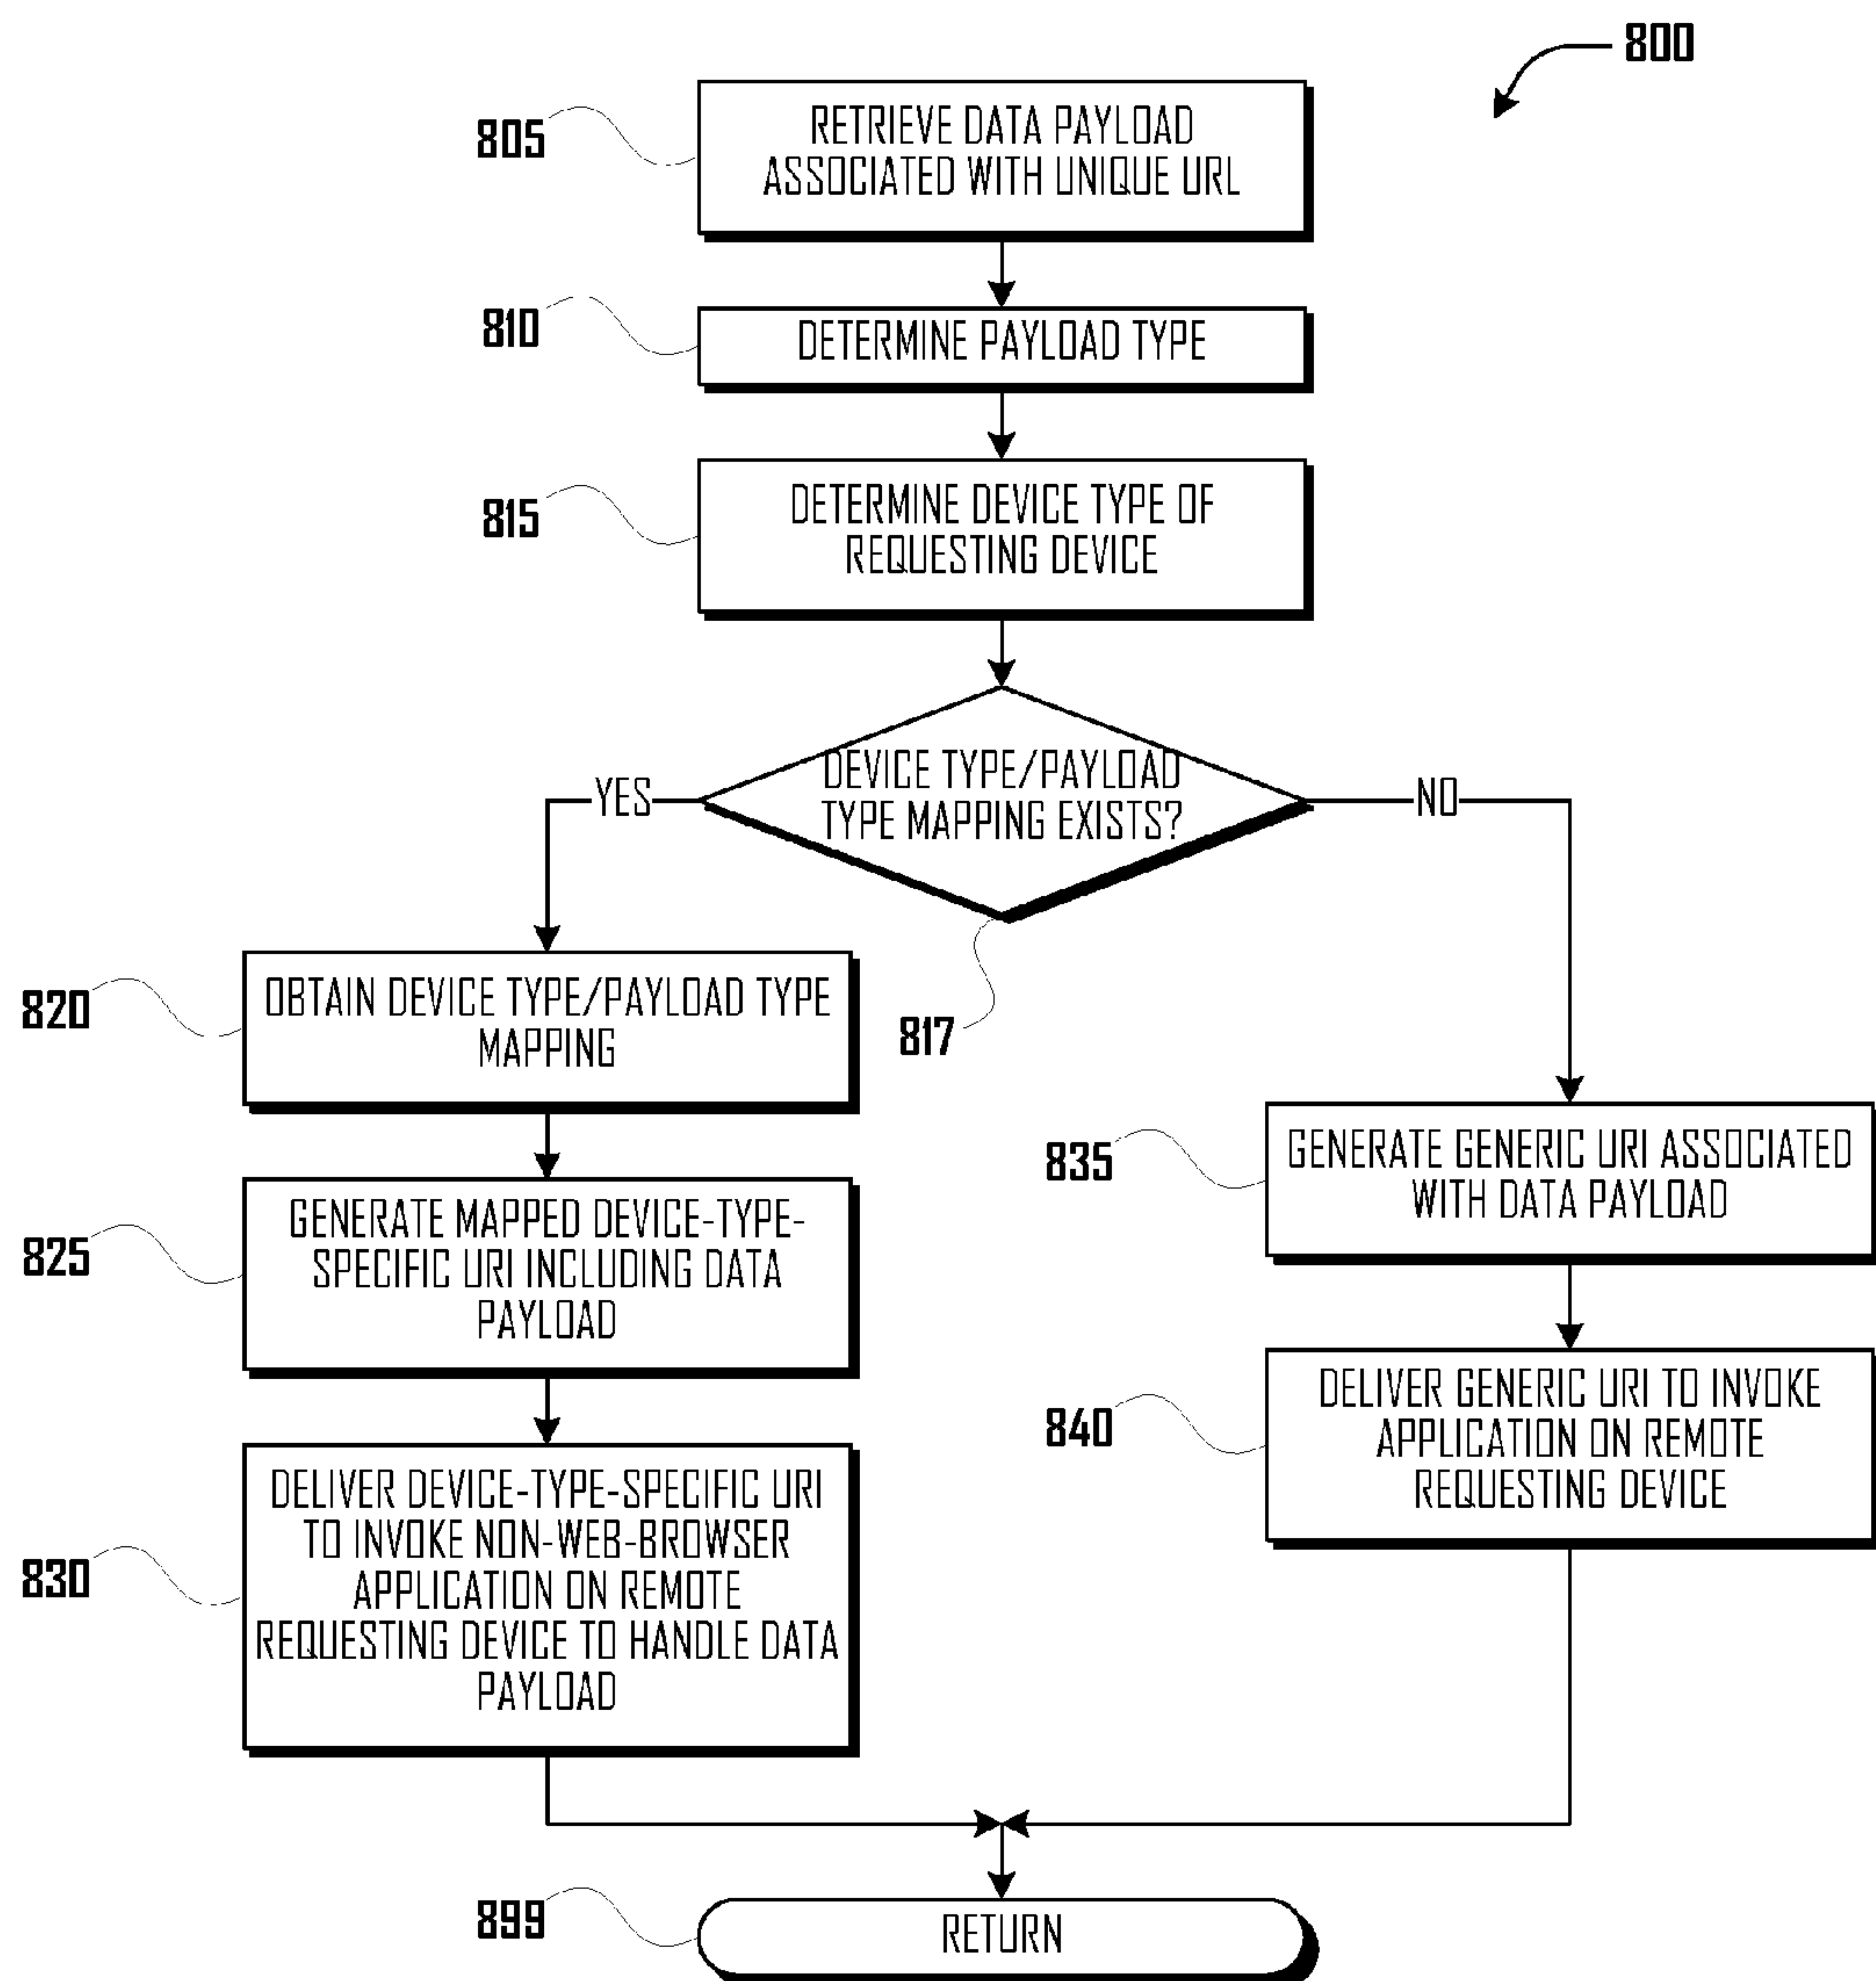 800
805
RETRIEVE DATA PAYLOAD
ASSOCIATED WITH UNIQUE URL
810
DETERMINE PAYLOAD TYPE
815
DETERMINE DEVICE TYPE OF
REQUESTING DEVICE
DEVICE TYPE/PAYLOAD
TYPE MAPPING EXISTS?
YES
NO
817
820
OBTAIN DEVICE TYPE/PAYLOAD TYPE
MAPPING
825
GENERATE MAPPED DEVICE-TYPE-
SPECIFIC URI INCLUDING DATA
PAYLOAD
830
DELIVER DEVICE-TYPE-SPECIFIC URI
TO INVOKE NON-WEB-BROWSER
APPLICATION ON REMOTE
REQUESTING DEVICE TO HANDLE DATA
PAYLOAD
835
GENERATE GENERIC URI ASSOCIATED
WITH DATA PAYLOAD
840
DELIVER GENERIC URI TO INVOKE
APPLICATION ON REMOTE
REQUESTING DEVICE
899
RETURN